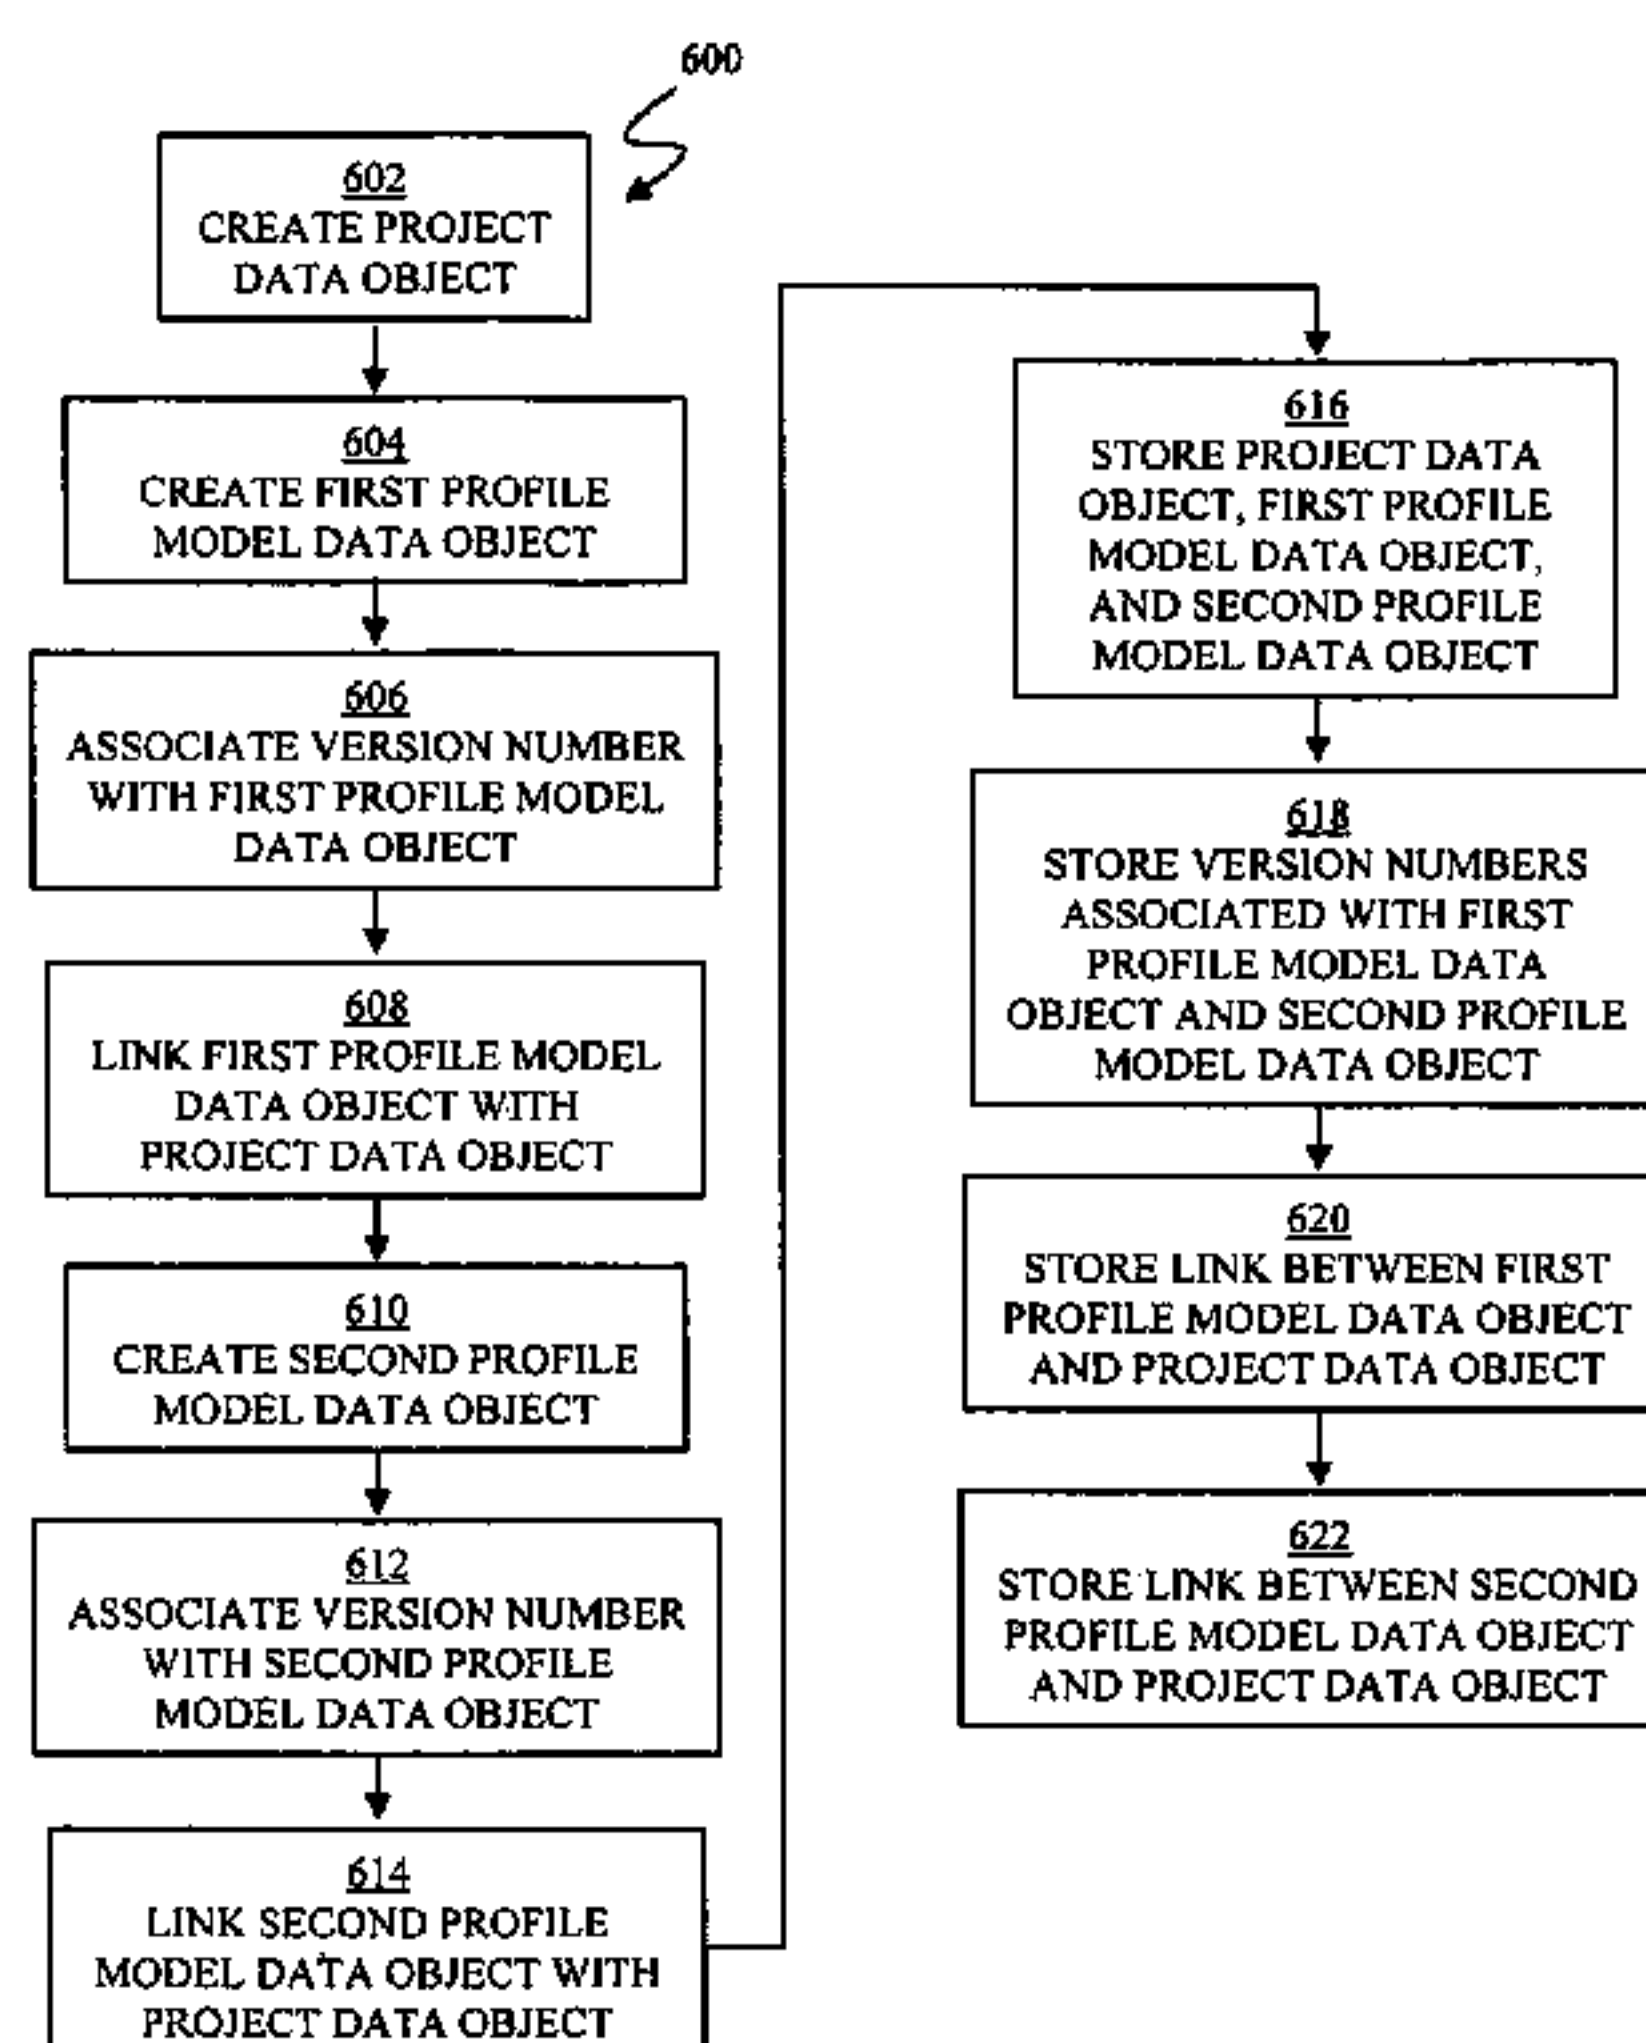 600
602
CREATE PROJECT
DATA OBJECT
604
CREATE FIRST PROFILE
MODEL DATA OBJECT
606
ASSOCIATE VERSION NUMBER
WITH FIRST PROFILE MODEL
DATA OBJECT
608
LINK FIRST PROFILE MODEL
DATA OBJECT WITH
PROJECT DATA OBJECT
610
CREATE SECOND PROFILE
MODEL DATA OBJECT
612
ASSOCIATE VERSION NUMBER
WITH SECOND PROFILE
MODEL DATA OBJECT
614
LINK SECOND PROFILE
MODEL DATA OBJECT WITH
PROJECT DATA OBJECT
616
STORE PROJECT DATA
OBJECT, FIRST PROFILE
MODEL DATA OBJECT,
AND SECOND PROFILE
MODEL DATA OBJECT
618
STORE VERSION NUMBERS
ASSOCIATED WITH FIRST
PROFILE MODEL DATA
OBJECT AND SECOND PROFILE
MODEL DATA OBJECT
620
STORE LINK BETWEEN FIRST
PROFILE MODEL DATA OBJECT
AND PROJECT DATA OBJECT
622
STORE LINK BETWEEN SECOND
PROFILE MODEL DATA OBJECT
AND PROJECT DATA OBJECT